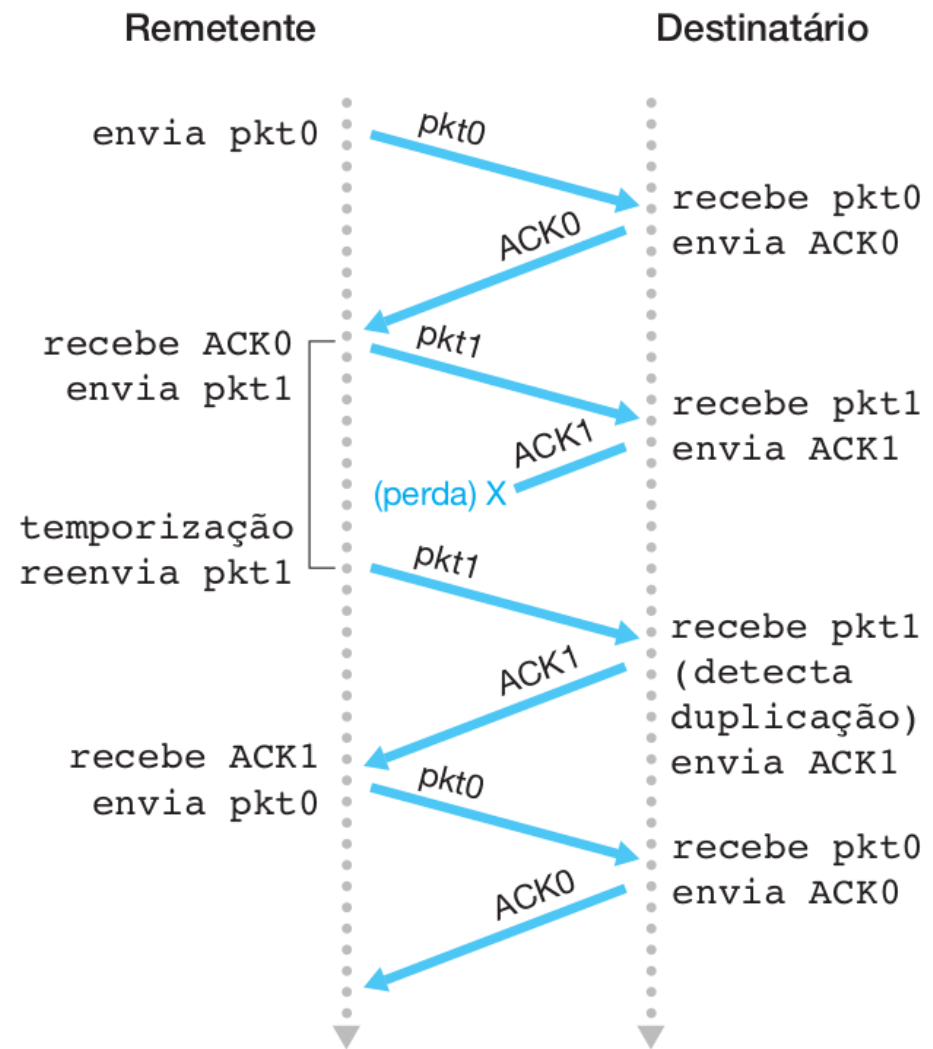 Remetente
Destinatário
envia pkt0
pkt0
recebe pkt0
envia ACK0
ACK0
recebe ACK0
envia pkt1
pkt1
recebe pkt1
envia ACK1
ACK1
(perda) X
temporização
reenvia pkt1
pkt1
recebe pkt1
(detecta
duplicação)
envia ACK1
ACK1
recebe ACK1
envia pkt0
pkt0
recebe pkt0
envia ACK0
ACK0